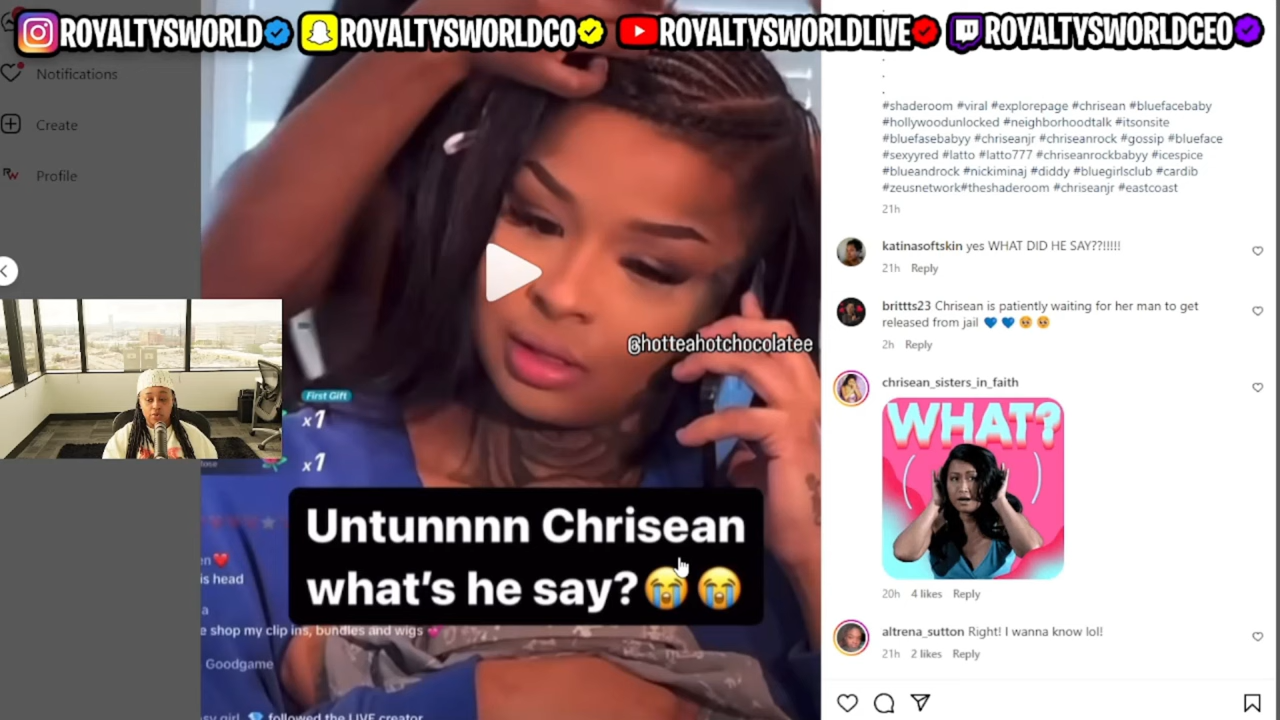 ROYALTYSWORLD ROYALTYSWORLDCO ROYALTYSWORLDLIVE ROYALTYSWORLDCEO
Notifications
Create
Profile
@hotteahotchocolatee
First Gift
x1
x1
Untunnnn Chrisean
what's he say?😭😭
en❤️
is head
a
e shop my clip ins, bundles and wigs
Goodgame
followed the LIVE creator
.
.
#shaderoom #viral #explorepage #chrisean #bluefacebaby
#hollywoodunlocked #neighborhoodtalk #itsonsite
#bluefasebabyy #chriseanjr #chriseanrock #gossip #blueface
#sexyyred #latto #latto777 #chriseanrockbabyy #icespice
#blueandrock #nickiminaj #diddy #bluegirlsclub #cardib
#zeusnetwork#theshaderoom #chriseanjr #eastcoast
21h
katinasoftskin yes WHAT DID HE SAY??!!!!!
21h Reply
brittts23 Chrisean is patiently waiting for her man to get
released from jail 💙 💙 🥹 🥹
2h Reply
chrisean_sisters_in_faith
WHAT?
20h 4 likes Reply
altrena_sutton Right! I wanna know lol!
21h 2 likes Reply